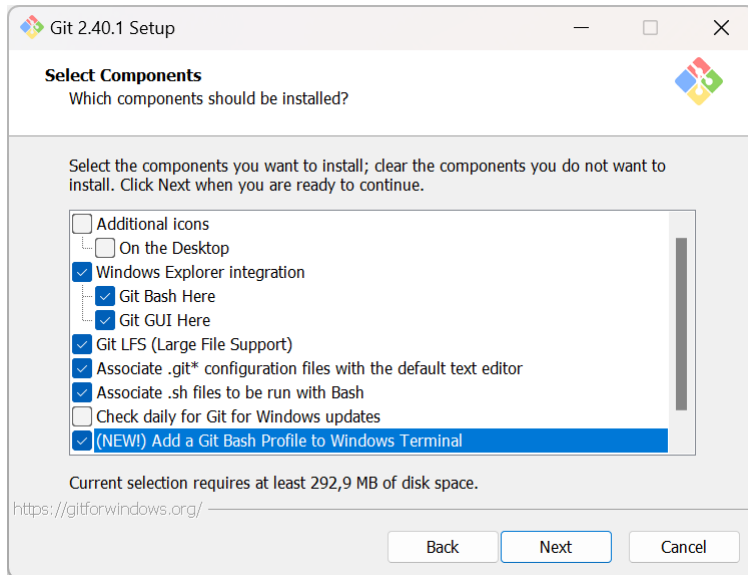 Git 2.40.1 Setup
Select Components
Which components should be installed?
Select the components you want to install; clear the components you do not want to
install. Click Next when you are ready to continue.
Additional icons
On the Desktop
Windows Explorer integration
Git Bash Here
Git GUI Here
Git LFS (Large File Support)
Associate .git* configuration files with the default text editor
Associate .sh files to be run with Bash
Check daily for Git for Windows updates
(NEW!) Add a Git Bash Profile to Windows Terminal
Current selection requires at least 292,9 MB of disk space.
https://gitforwindows.org/
Back Next Cancel